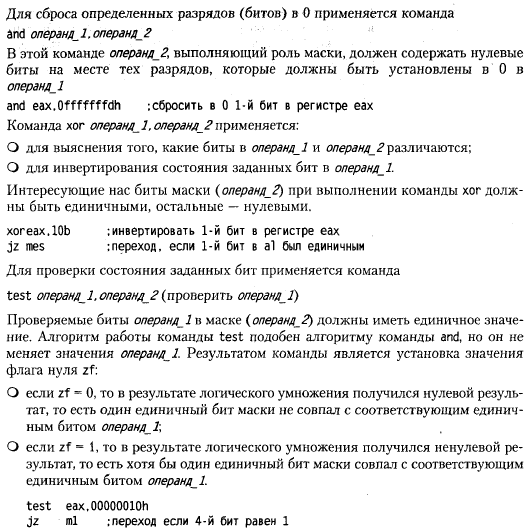 Для сброса определенных разрядов (битов) в 0 применяется команда
and операнд_1,операнд_2
В этой команде операнд_2, выполняющий роль маски, должен содержать нулевые
биты на месте тех разрядов, которые должны быть установлены в 0 в
операнд_1
and eax,0fffffffdh ;сбросить в 0 1-й бит в регистре eax
Команда xor операнд_1,операнд_2 применяется:
❍ для выяснения того, какие биты в операнд_1 и операнд_2 различаются;
❍ для инвертирования состояния заданных бит в операнд_1.
Интересующие нас биты маски (операнд_2) при выполнении команды xor долж-
ны быть единичными, остальные — нулевыми.
xoreax,10b ;инвертировать 1-й бит в регистре eax
jz mes ;переход, если 1-й бит в al был единичным
Для проверки состояния заданных бит применяется команда
test операнд_1,операнд_2 (проверить операнд_1)
Проверяемые биты операнд_1 в маске (операнд_2) должны иметь единичное значе-
ние. Алгоритм работы команды test подобен алгоритму команды and, но он не
меняет значения операнд_1. Результатом команды является установка значения
флага нуля zf:
❍ если zf = 0, то в результате логического умножения получился нулевой резуль-
тат, то есть один единичный бит маски не совпал с соответствующим единич-
ным битом операнд_1;
❍ если zf = 1, то в результате логического умножения получился ненулевой ре-
зультат, то есть хотя бы один единичный бит маски совпал с соответствующим
единичным битом операнд_1.
test eax,00000010h
jz m1 ;переход если 4-й бит равен 1